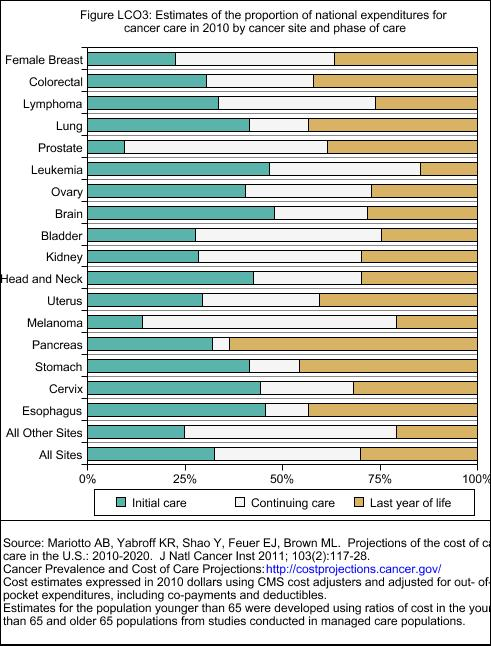 Figure LCO3: Estimates of the proportion of national expenditures for
cancer care in 2010 by cancer site and phase of care
Female Breast
Colorectal
Lymphoma
Lung
Prostate
Leukemia
Ovary
Brain
Bladder
Kidney
Head and Neck
Uterus
Melanoma
Pancreas
Stomach
Cervix
Esophagus
All Other Sites
All Sites
0% 25% 50% 75% 100%
Initial care Continuing care Last year of life
Source: Mariotto AB, Yabroff KR, Shao Y, Feuer EJ, Brown ML. Projections of the cost of
care in the U.S.: 2010-2020. J Natl Cancer Inst 2011; 103(2):117-28.
Cancer Prevalence and Cost of Care Projections:http://costprojections.cancer.gov/
Cost estimates expressed in 2010 dollars using CMS cost adjusters and adjusted for out- of-
pocket expenditures, including co-payments and deductibles.
Estimates for the population younger than 65 were developed using ratios of cost in the
than 65 and older 65 populations from studies conducted in managed care populations.